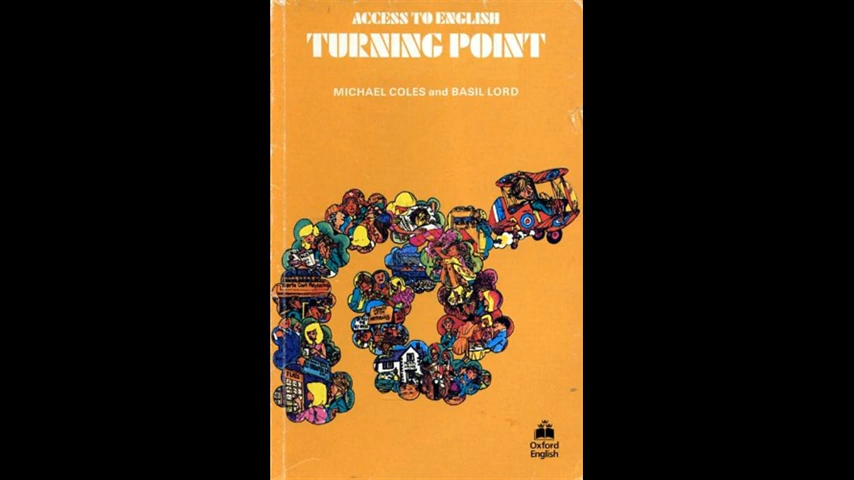 ACCESS TO ENGLISH
TURNING POINT
MICHAEL COLES and BASIL LORD
Oxford
English